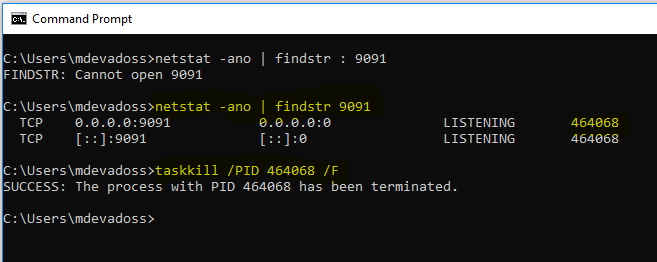 Command Prompt
C:\Users\mdevadoss>netstat -ano | findstr : 9091
FINDSTR: Cannot open 9091
C:\Users\mdevadoss>netstat -ano | findstr 9091
TCP 0.0.0.0:9091 0.0.0.0:0 LISTENING 464068
TCP [::]:9091 [::]:0 LISTENING 464068
C:\Users\mdevadoss>taskkill /PID 464068 /F
SUCCESS: The process with PID 464068 has been terminated.
C:\Users\mdevadoss>